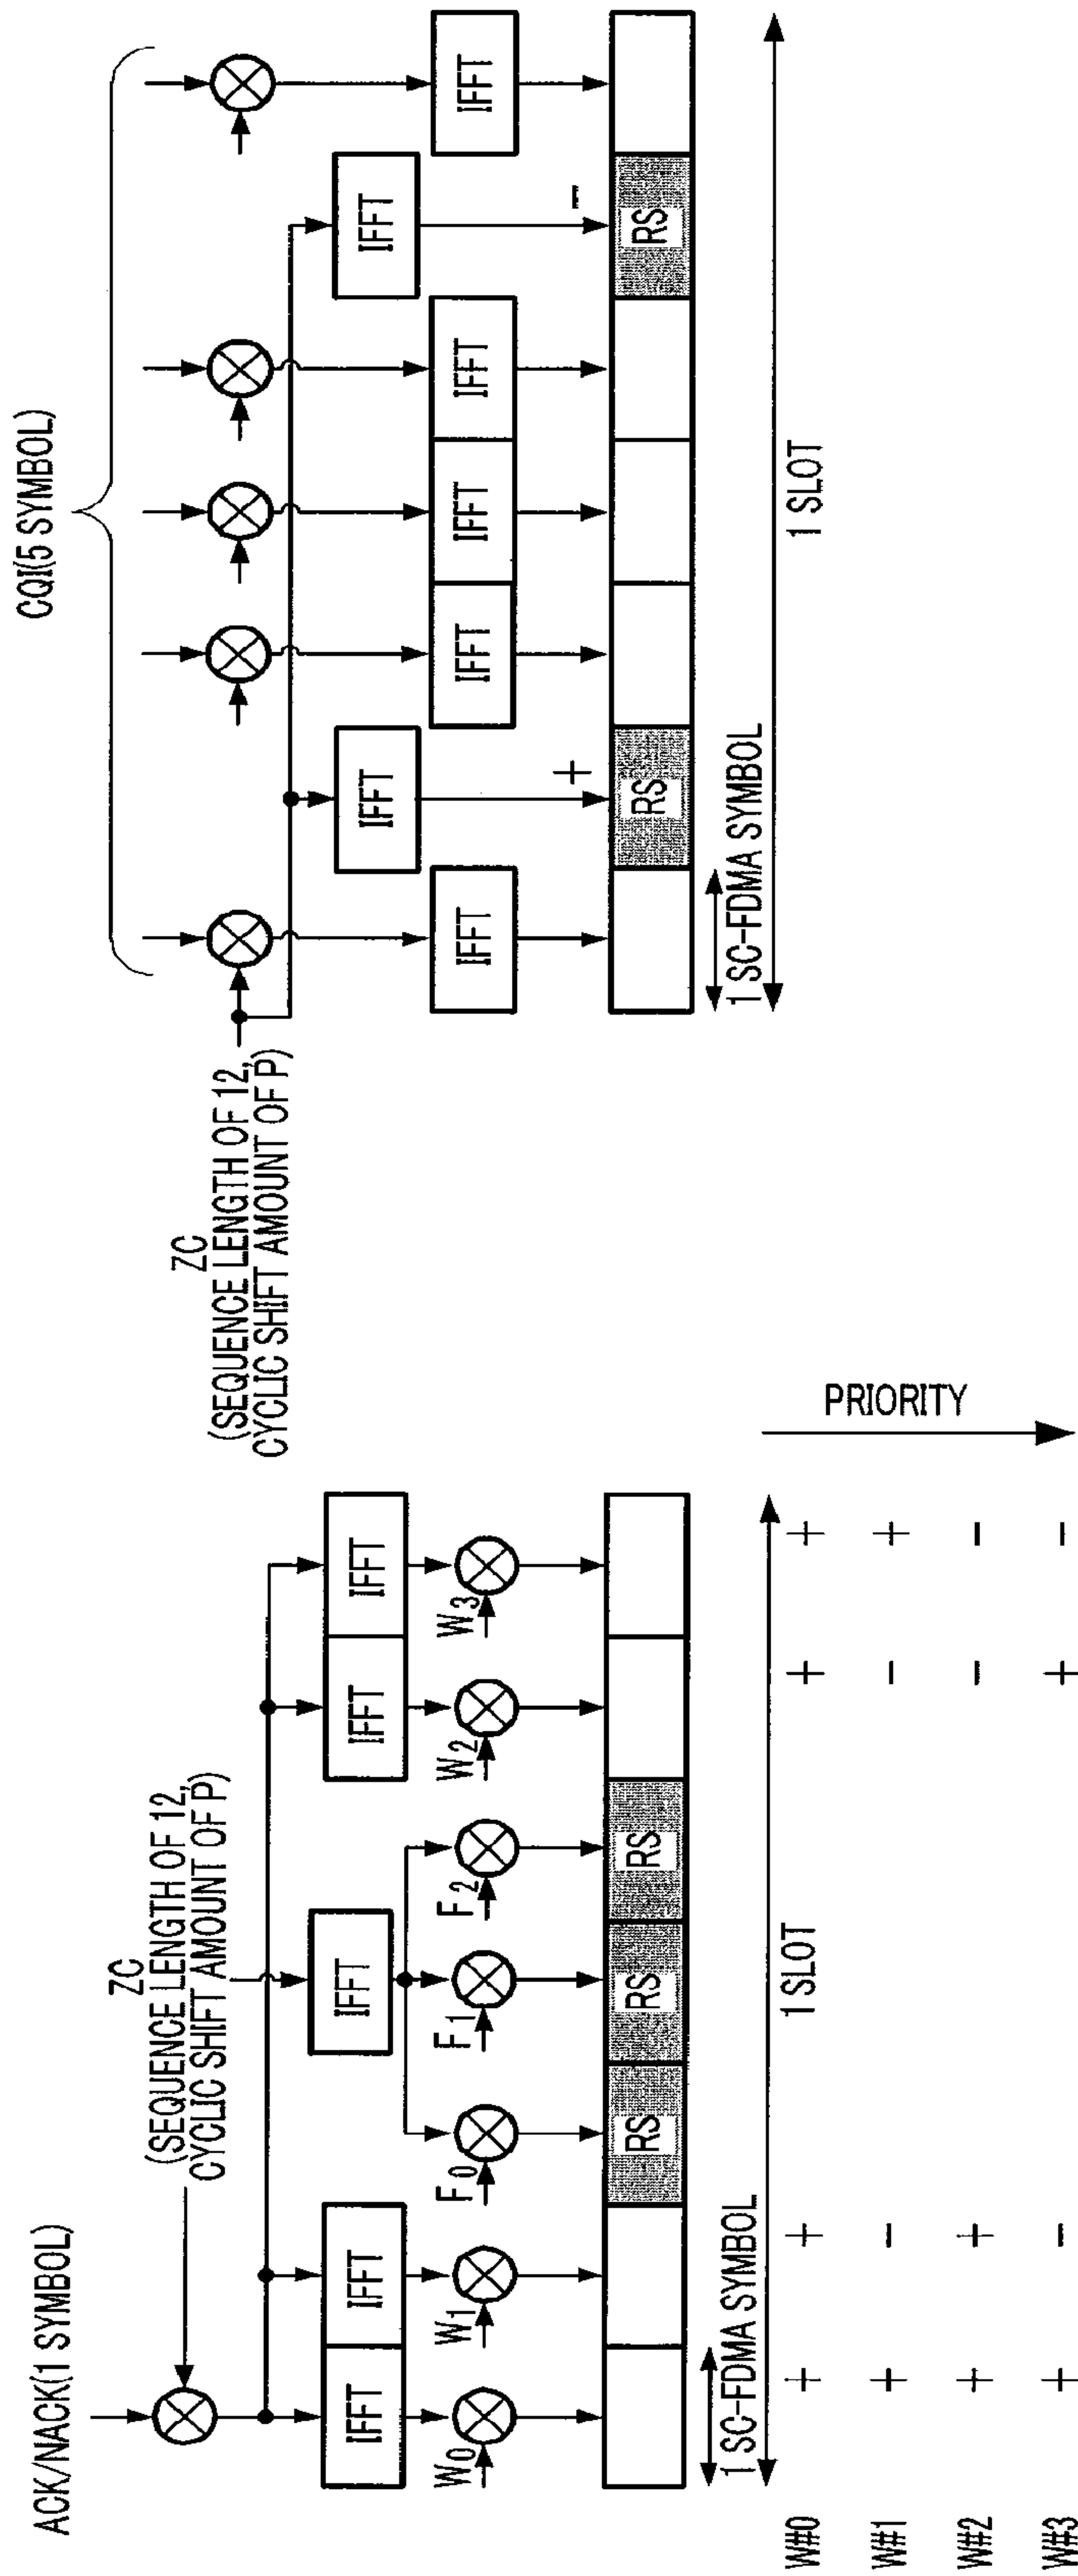 ACK/NACK(1 SYMBOL)
ZC
(SEQUENCE LENGTH OF 12,
CYCLIC SHIFT AMOUNT OF P)
IFFT IFFT IFFT IFFT IFFT
W0 W1 F0 F1 F2 W2 W3
RS RS RS
1 SC-FDMA SYMBOL
1 SLOT
W#0 + + + +
W#1 + - - +
W#2 + + - -
W#3 + - + -
PRIORITY
CQI(5 SYMBOL)
ZC
(SEQUENCE LENGTH OF 12,
CYCLIC SHIFT AMOUNT OF P)
IFFT IFFT
IFFT IFFT IFFT IFFT IFFT
+ -
RS RS
1 SC-FDMA SYMBOL
1 SLOT